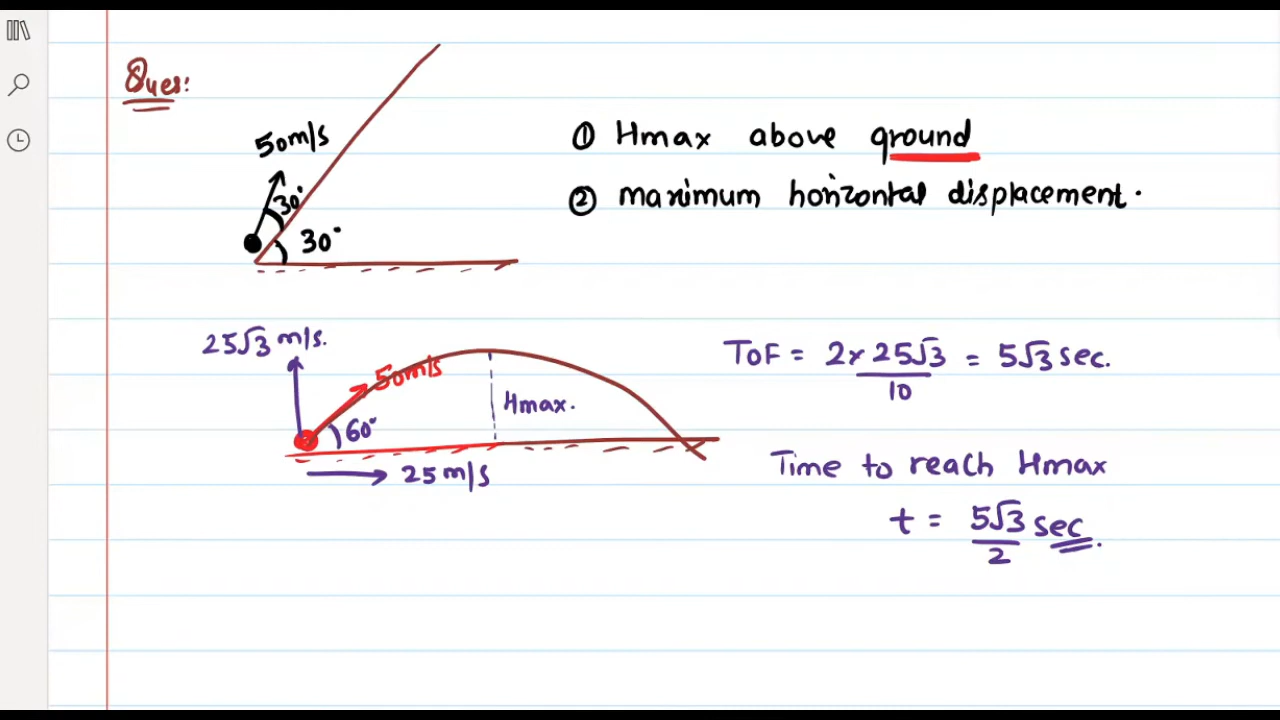 Ques:
50m/s
30°
30°
① Hmax above ground
② maximum horizontal displacement.
25√3 m/s.
50m/s
60°
Hmax.
25 m/s
TOF = 2×25√3/10 = 5√3 sec.
Time to reach Hmax
t = 5√3/2 sec.